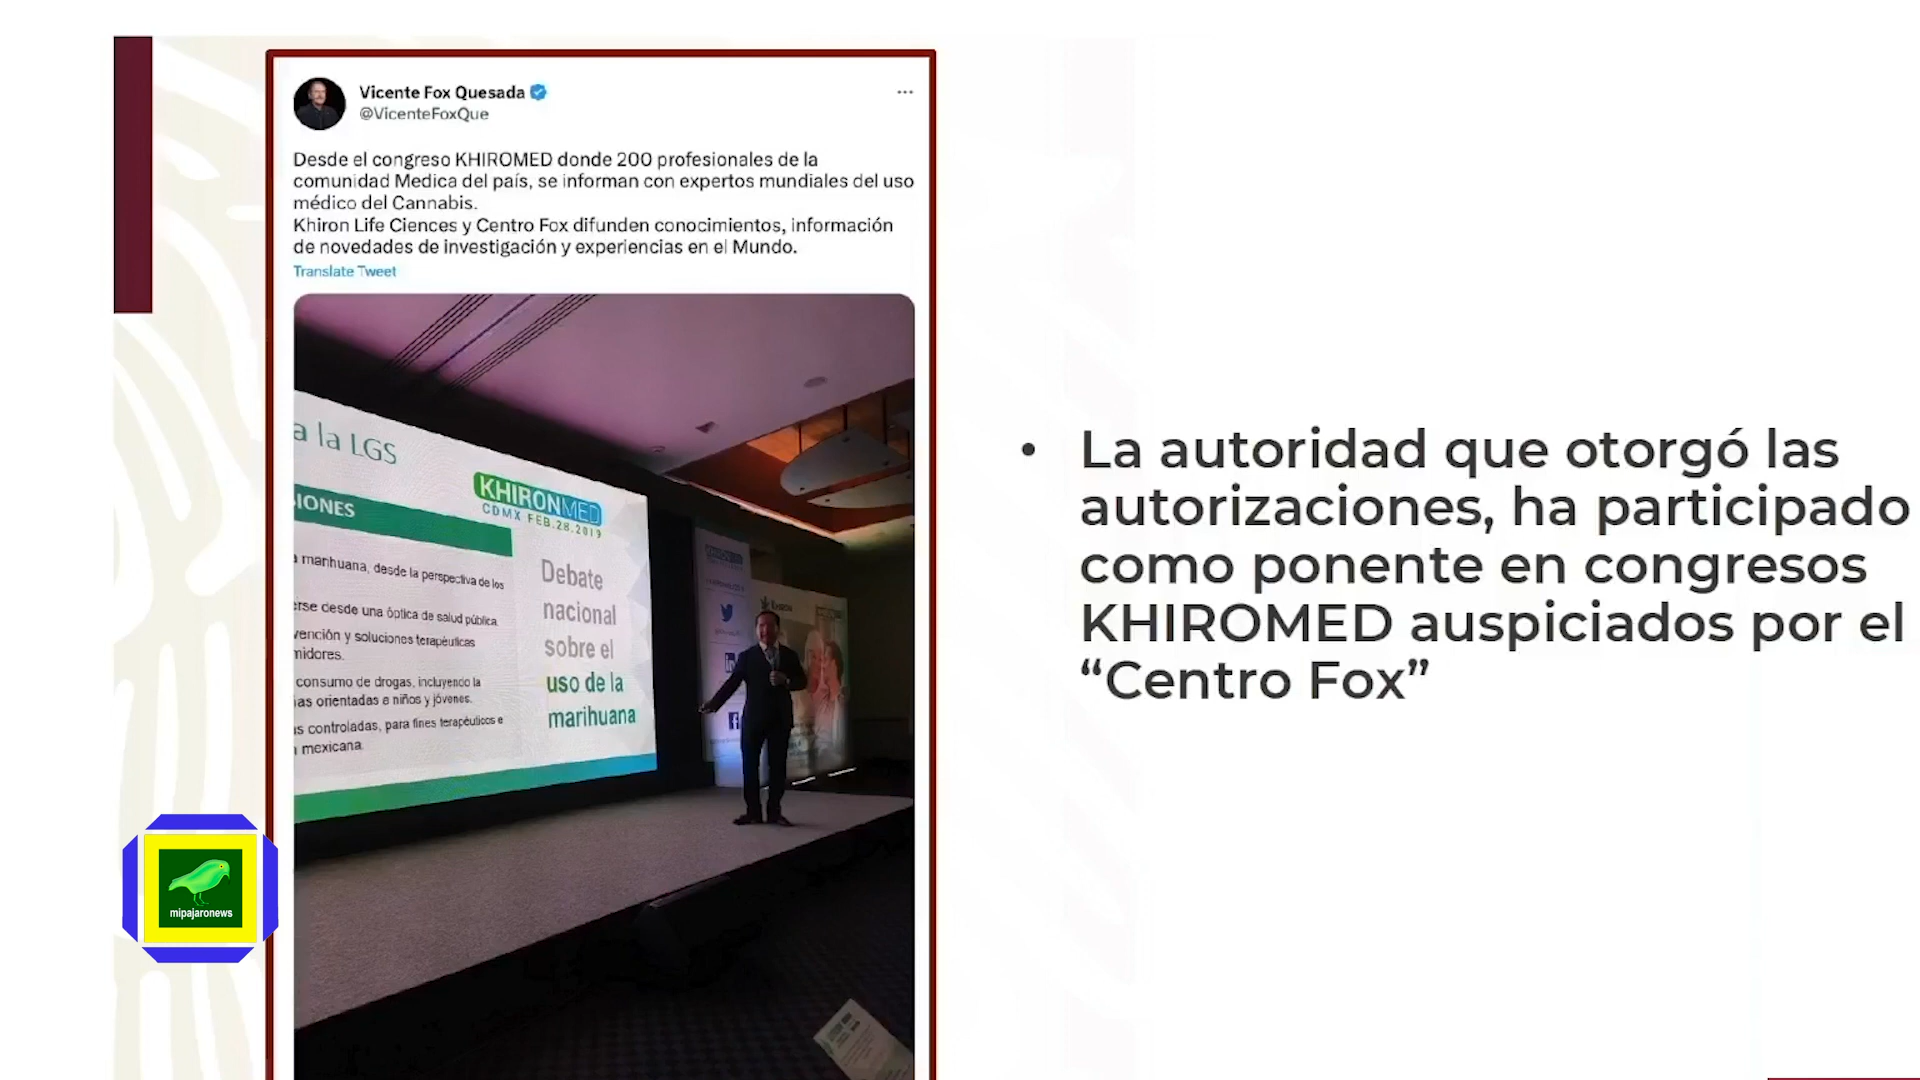 Vicente Fox Quesada
@VicenteFoxQue
Desde el congreso KHIROMED donde 200 profesionales de la
comunidad Medica del país, se informan con expertos mundiales del uso
médico del Cannabis.
Khiron Life Ciences y Centro Fox difunden conocimientos, información
de novedades de investigación y experiencias en el Mundo.
Translate Tweet
a la LGS
KHIRONMED
CDMX FEB.28.2019
IONES
marihuana, desde la perspectiva de los
erse desde una óptica de salud pública.
vención y soluciones terapéuticas
midores.
consumo de drogas, incluyendo la
as orientadas a niños y jóvenes.
s controladas, para fines terapéuticos e
mexicana.
Debate
nacional
sobre el
uso de la
marihuana
mipajaronews
• La autoridad que otorgó las
autorizaciones, ha participado
como ponente en congresos
KHIROMED auspiciados por el
“Centro Fox”